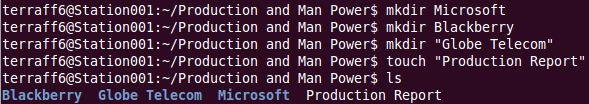 terraff6@Station001:~/Production and Man Power$ mkdir Microsoft
terraff6@Station001:~/Production and Man Power$ mkdir Blackberry
terraff6@Station001:~/Production and Man Power$ mkdir "Globe Telecom"
terraff6@Station001:~/Production and Man Power$ touch "Production Report"
terraff6@Station001:~/Production and Man Power$ ls
Blackberry  Globe Telecom  Microsoft  Production Report